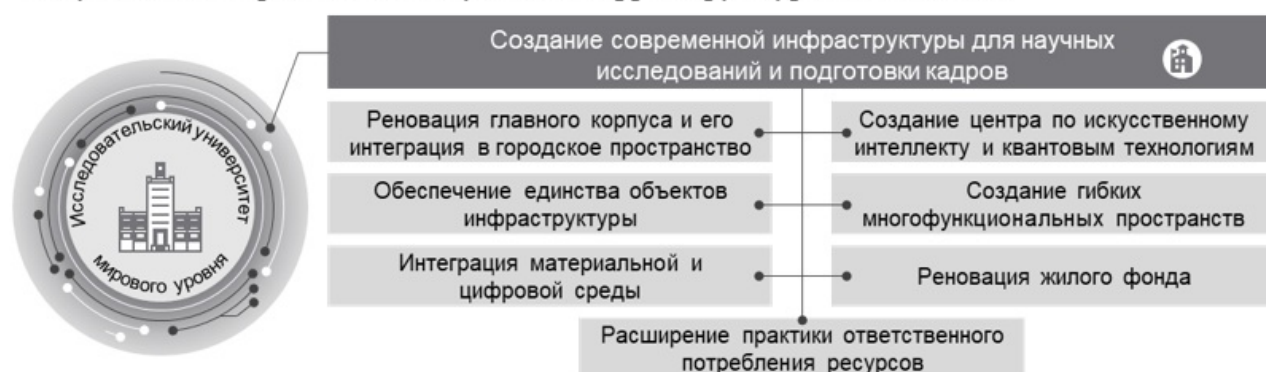 Исследовательский университет
мирового уровня
Создание современной инфраструктуры для научных
исследований и подготовки кадров
Реновация главного корпуса и его
интеграция в городское пространство
Создание центра по искусственному
интеллекту и квантовым технологиям
Обеспечение единства объектов
инфраструктуры
Создание гибких
многофункциональных пространств
Интеграция материальной и
цифровой среды
Реновация жилого фонда
Расширение практики ответственного
потребления ресурсов